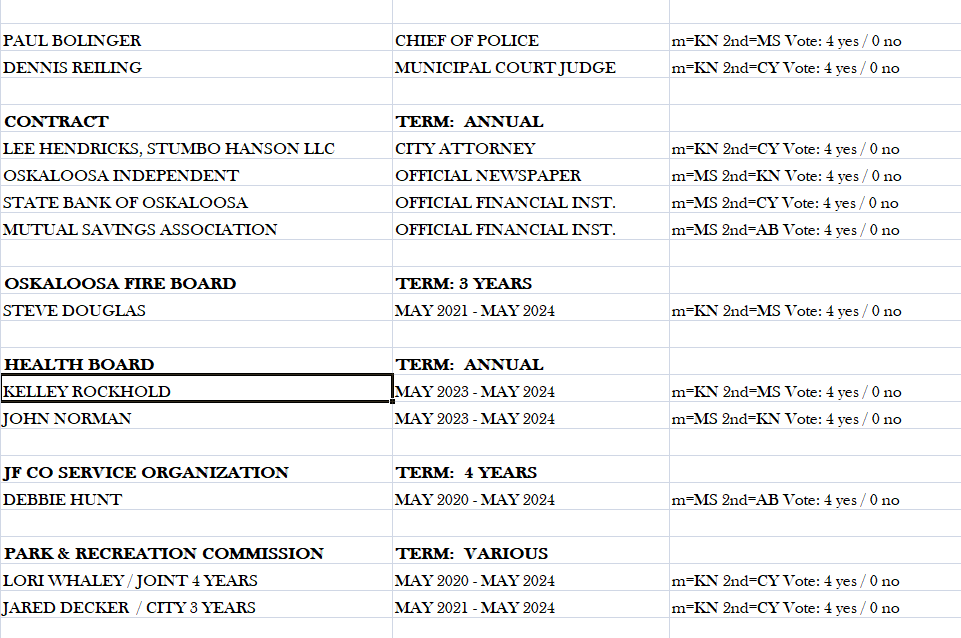 PAUL BOLINGER CHIEF OF POLICE m=KN 2nd=MS Vote: 4 yes / 0 no
DENNIS REILING MUNICIPAL COURT JUDGE m=KN 2nd=CY Vote: 4 yes / 0 no
CONTRACT TERM: ANNUAL
LEE HENDRICKS, STUMBO HANSON LLC CITY ATTORNEY m=KN 2nd=CY Vote: 4 yes / 0 no
OSKALOOSA INDEPENDENT OFFICIAL NEWSPAPER m=MS 2nd=KN Vote: 4 yes / 0 no
STATE BANK OF OSKALOOSA OFFICIAL FINANCIAL INST. m=MS 2nd=CY Vote: 4 yes / 0 no
MUTUAL SAVINGS ASSOCIATION OFFICIAL FINANCIAL INST. m=MS 2nd=AB Vote: 4 yes / 0 no
OSKALOOSA FIRE BOARD TERM: 3 YEARS
STEVE DOUGLAS MAY 2021 - MAY 2024 m=KN 2nd=MS Vote: 4 yes / 0 no
HEALTH BOARD TERM: ANNUAL
KELLEY ROCKHOLD MAY 2023 - MAY 2024 m=KN 2nd=MS Vote: 4 yes / 0 no
JOHN NORMAN MAY 2023 - MAY 2024 m=MS 2nd=KN Vote: 4 yes / 0 no
JF CO SERVICE ORGANIZATION TERM: 4 YEARS
DEBBIE HUNT MAY 2020 - MAY 2024 m=MS 2nd=AB Vote: 4 yes / 0 no
PARK & RECREATION COMMISSION TERM: VARIOUS
LORI WHALEY / JOINT 4 YEARS MAY 2020 - MAY 2024 m=KN 2nd=CY Vote: 4 yes / 0 no
JARED DECKER / CITY 3 YEARS MAY 2021 - MAY 2024 m=KN 2nd=CY Vote: 4 yes / 0 no